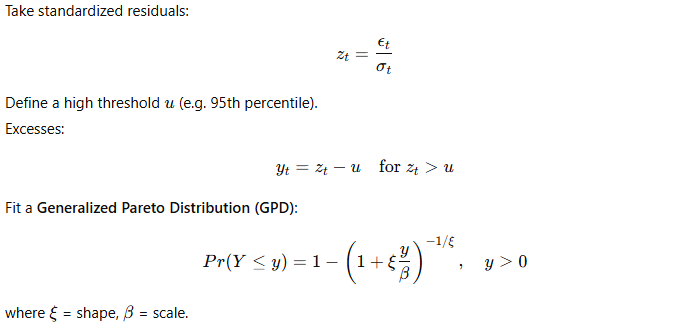 Take standardized residuals:
z_t = ϵ_t / σ_t
Define a high threshold u (e.g. 95th percentile).
Excesses:
y_t = z_t − u for z_t > u
Fit a Generalized Pareto Distribution (GPD):
Pr(Y ≤ y) = 1 − (1 + ξ y/β)^{−1/ξ}, y > 0
where ξ = shape, β = scale.